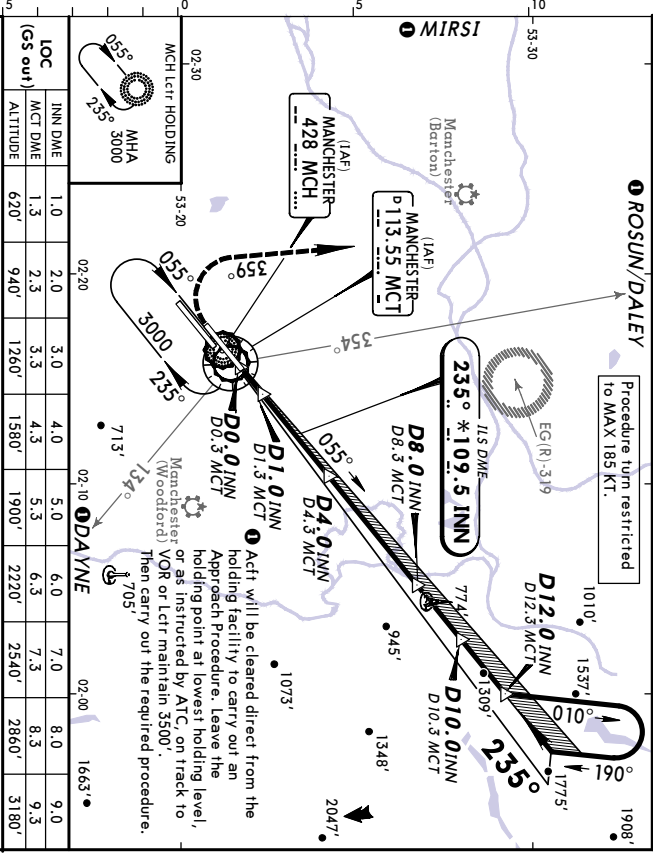 5
0
5
10
MCH Lctr HOLDING
055°
235°
MHA
3000
02-30
53-30
53-20
02-20
02-10
02-00
MIRSI
ROSUN/DALEY
DAYNE
Manchester
(Barton)
(IAF)
MANCHESTER
428 MCH
(IAF)
MANCHESTER
D 113.55 MCT
Procedure turn restricted
to MAX 185 KT.
EG(R)-319
354°
359°
055°
3000
235°
134°
ILS DME
235° *109.5 INN
055°
D0.0 INN
D0.3 MCT
D1.0 INN
D1.3 MCT
D4.0 INN
D4.3 MCT
D8.0 INN
D8.3 MCT
D10.0 INN
D10.3 MCT
D12.0 INN
D12.3 MCT
010°
190°
235°
Manchester
(Woodford)
713'
705'
774'
945'
1073'
1309'
1348'
1010'
1537'
1775'
1908'
2047'
1663'
1 Acft will be cleared direct from the
holding facility to carry out an
Approach Procedure. Leave the
holding point at lowest holding level,
or as instructed by ATC, on track to
VOR or Lctr maintain 3500'.
Then carry out the required procedure.
LOC
(GS out)
INN DME 1.0 2.0 3.0 4.0 5.0 6.0 7.0 8.0 9.0
MCT DME 1.3 2.3 3.3 4.3 5.3 6.3 7.3 8.3 9.3
ALTITUDE 620' 940' 1260' 1580' 1900' 2220' 2540' 2860' 3180'